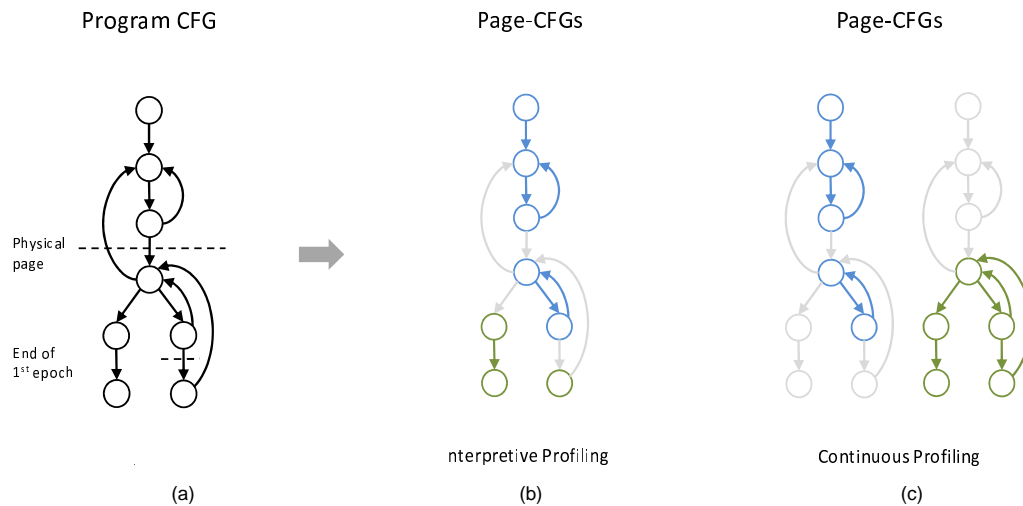 Program CFG
Page-CFGs
Page-CFGs
Physical
page
End of
1st epoch
nterpretive Profiling
Continuous Profiling
(a)
(b)
(c)